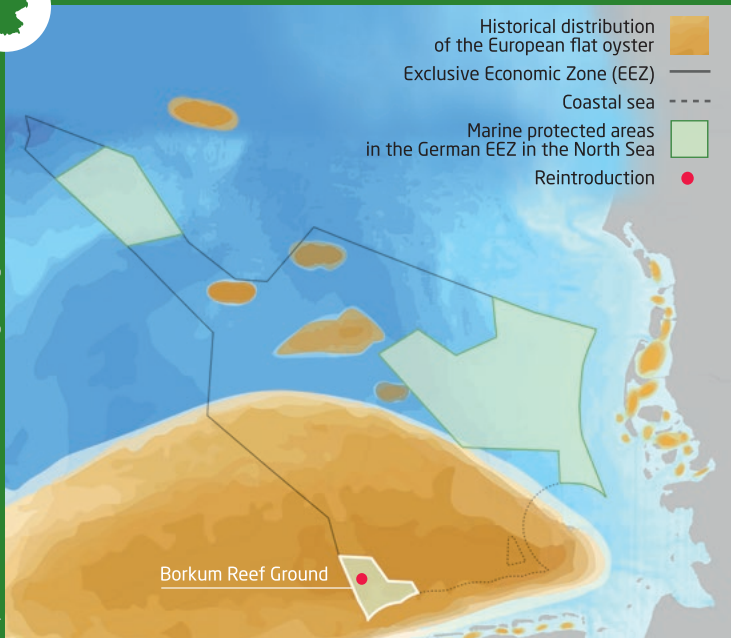 Historical distribution
of the European flat oyster
Exclusive Economic Zone (EEZ)
Coastal sea
Marine protected areas
in the German EEZ in the North Sea
Reintroduction
Borkum Reef Ground